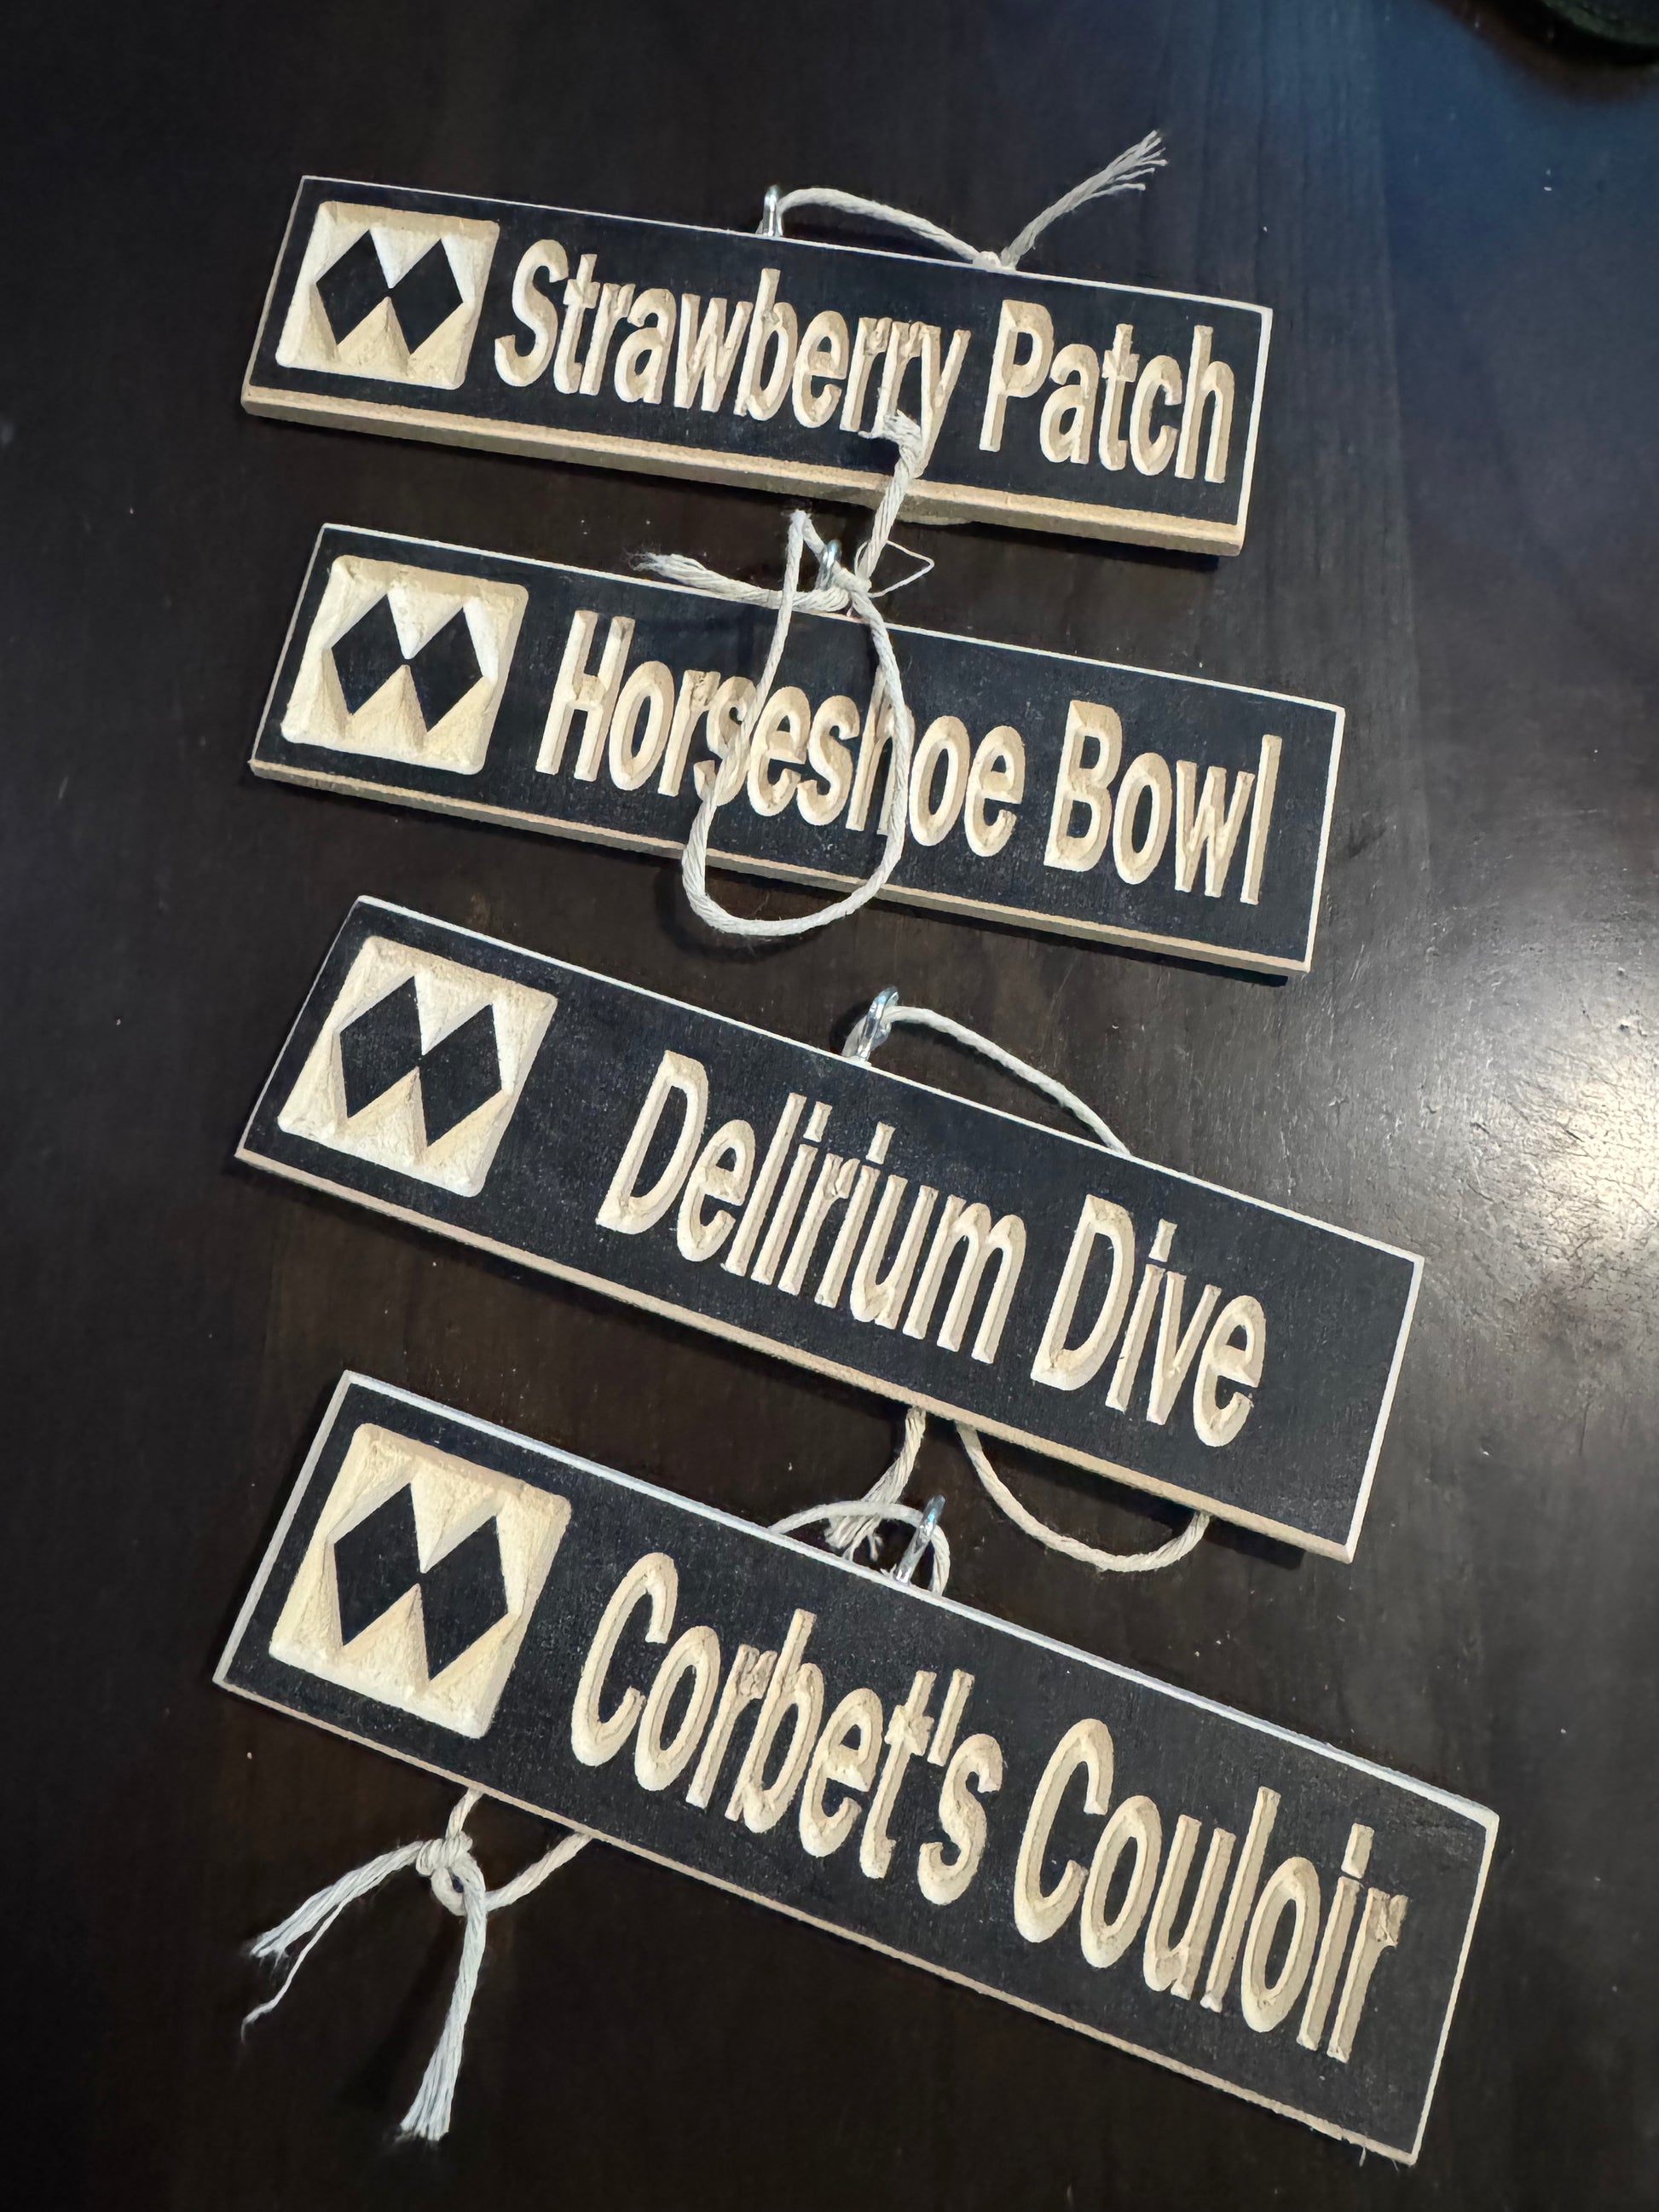 Strawberry Patch
Horseshoe Bowl
Delirium Dive
Corbet's Couloir